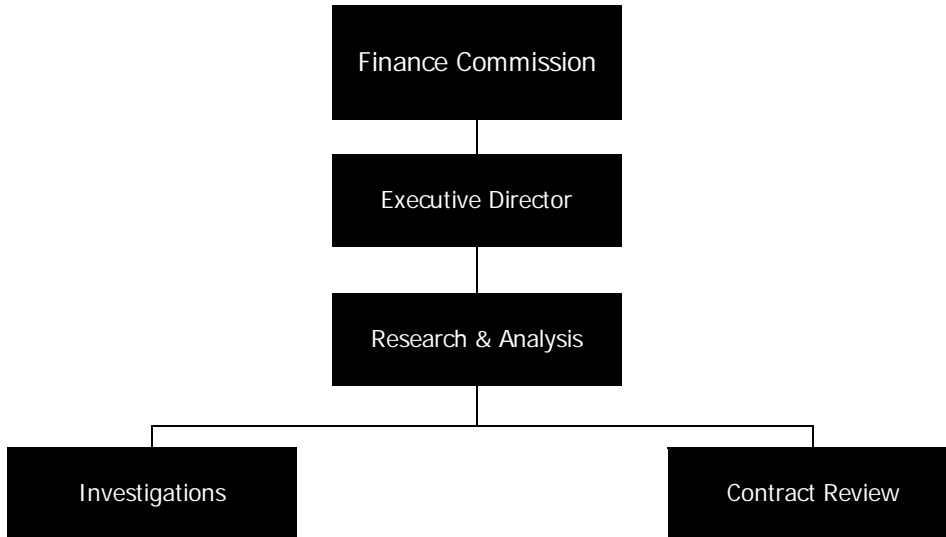 Finance Commission
Executive Director
Research & Analysis
Investigations
Contract Review